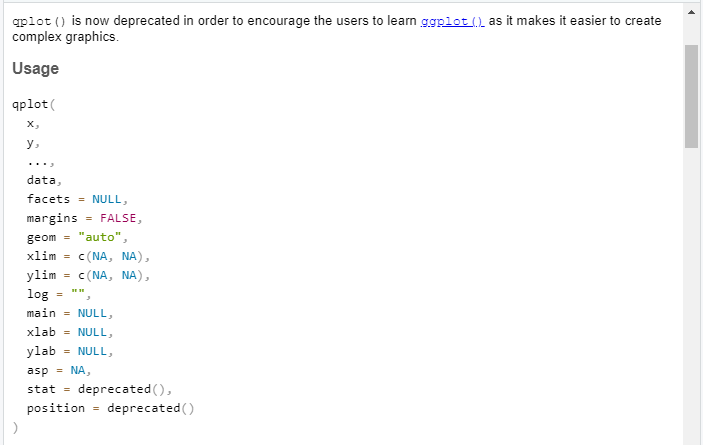 qplot() is now deprecated in order to encourage the users to learn ggplot() as it makes it easier to create
complex graphics.
Usage
qplot(
  x,
  y,
  ...,
  data,
  facets = NULL,
  margins = FALSE,
  geom = "auto",
  xlim = c(NA, NA),
  ylim = c(NA, NA),
  log = "",
  main = NULL,
  xlab = NULL,
  ylab = NULL,
  asp = NA,
  stat = deprecated(),
  position = deprecated()
)